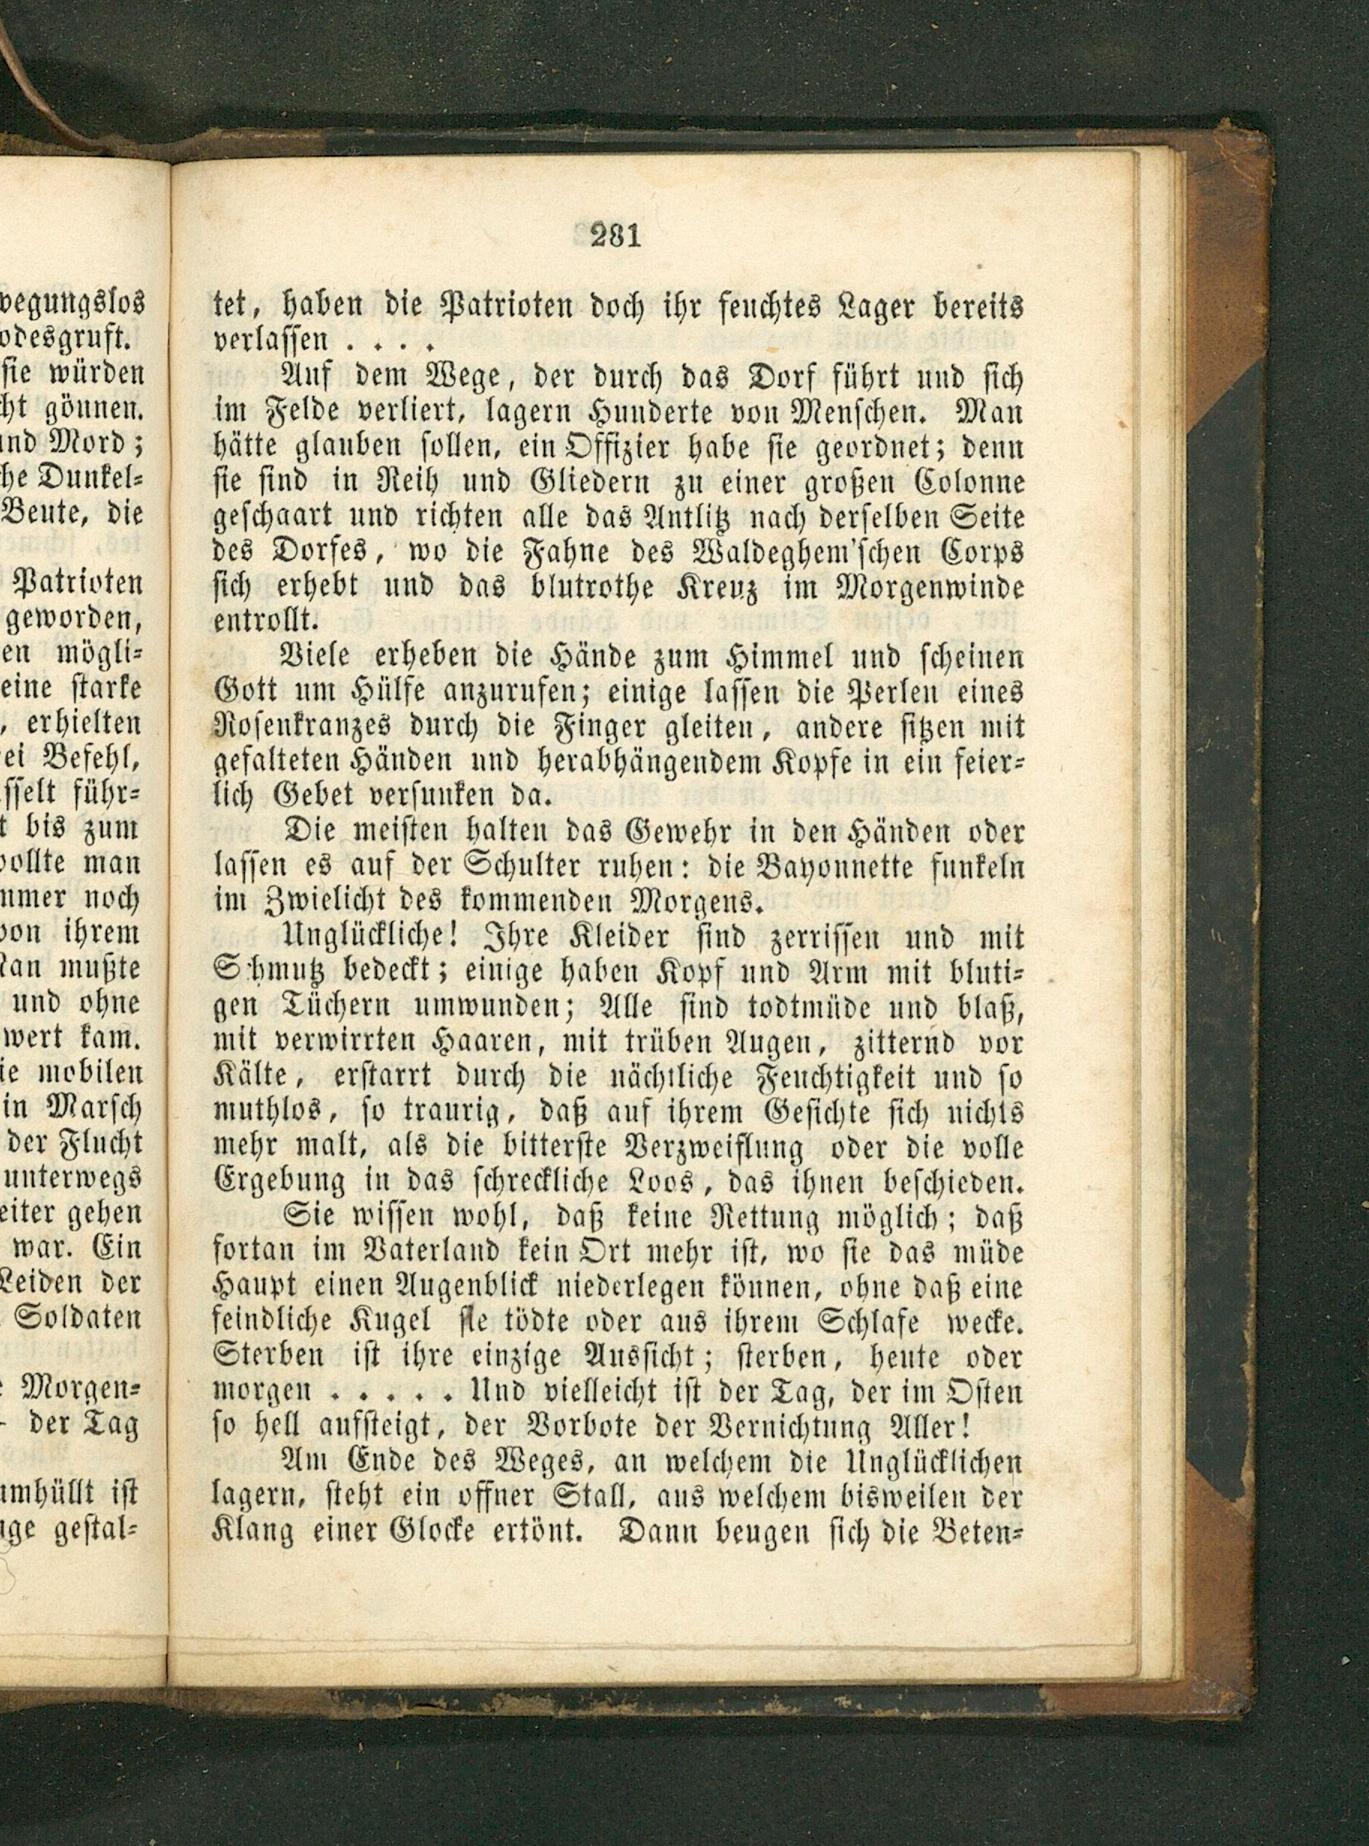 281
tet, haben die Patrioten doch ihr feuchtes Lager bereits
verlassen . . . .
Auf dem Wege, der durch das Dorf führt und sich
im Felde verliert, lagern Hunderte von Menschen. Man
hätte glauben sollen, ein Offizier habe sie geordnet; denn
sie sind in Reih und Gliedern zu einer großen Colonne
geschaart und richten alle das Antlitz nach derselben Seite
des Dorfes, wo die Fahne des Waldeghem'schen Corps
sich erhebt und das blutrothe Kreuz im Morgenwinde
entrollt.
Viele erheben die Hände zum Himmel und scheinen
Gott um Hülfe anzurufen; einige lassen die Perlen eines
Rosenkranzes durch die Finger gleiten, andere sitzen mit
gefalteten Händen und herabhängendem Kopfe in ein feier-
lich Gebet versunken da.
Die meisten halten das Gewehr in den Händen oder
lassen es auf der Schulter ruhen: die Bayonnette funkeln
im Zwielicht des kommenden Morgens.
Unglückliche! Ihre Kleider sind zerrissen und mit
Schmutz bedeckt; einige haben Kopf und Arm mit bluti-
gen Tüchern umwunden; Alle sind todtmüde und blaß,
mit verwirrten Haaren, mit trüben Augen, zitternd vor
Kälte, erstarrt durch die nächtliche Feuchtigkeit und so
muthlos, so traurig, daß auf ihrem Gesichte sich nichts
mehr malt, als die bitterste Verzweiflung oder die volle
Ergebung in das schreckliche Loos, das ihnen beschieden.
Sie wissen wohl, daß keine Rettung möglich; daß
fortan im Vaterland kein Ort mehr ist, wo sie das müde
Haupt einen Augenblick niederlegen können, ohne daß eine
feindliche Kugel sie tödte oder aus ihrem Schlafe wecke.
Sterben ist ihre einzige Aussicht; sterben, heute oder
morgen . . . . . Und vielleicht ist der Tag, der im Osten
so hell aufsteigt, der Vorbote der Vernichtung Aller!
Am Ende des Weges, an welchem die Unglücklichen
lagern, steht ein offner Stall, aus welchem bisweilen der
Klang einer Glocke ertönt. Dann beugen sich die Beten-